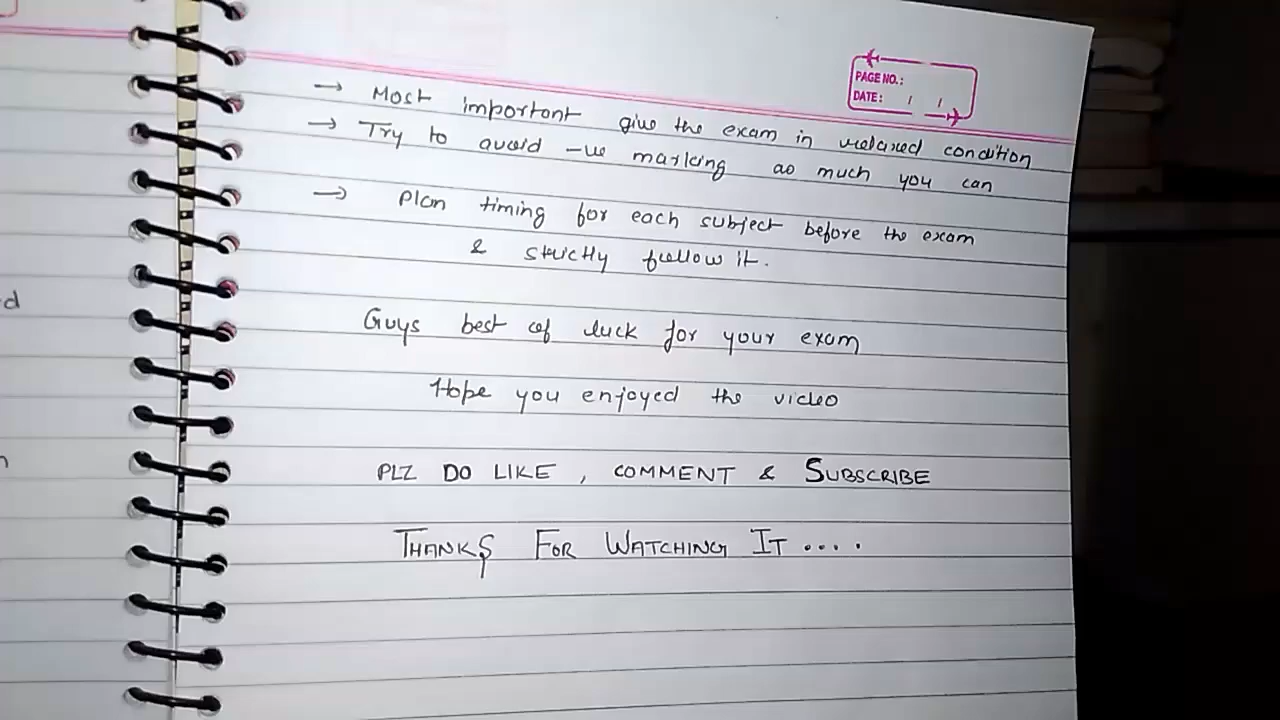 PAGE NO.:
DATE: / /
→ Most important give the exam in relaxed condition
→ Try to avoid -ve marking as much you can
→ Plan timing for each subject before the exam
& strictly follow it.
Guys best of luck for your exam
Hope you enjoyed the video
PLZ DO LIKE, COMMENT & SUBSCRIBE
THANKS FOR WATCHING IT ....